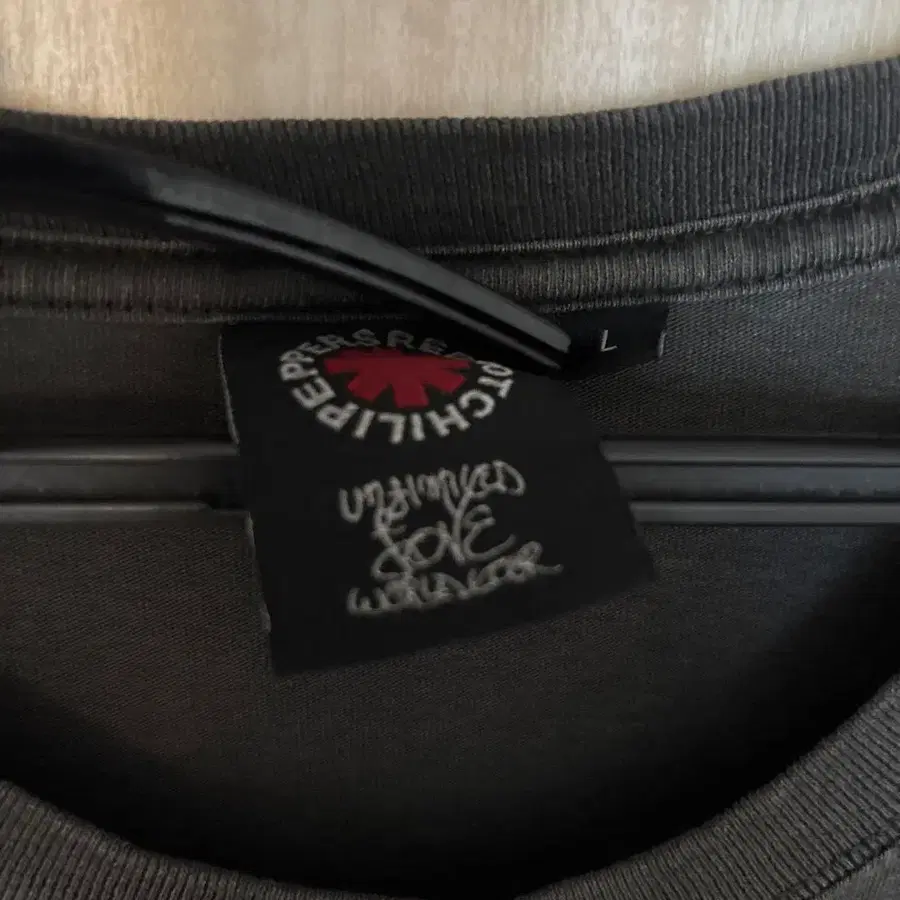 RED HOT CHILI PEPPERS
L
UNLIMITED
LOVE
WORLD TOUR